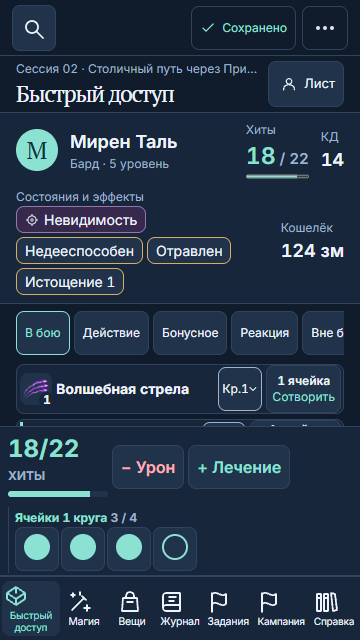 Сохранено
Сессия 02 · Столичный путь через При...
Быстрый доступ
Лист
М
Мирен Таль
Бард · 5 уровень
Хиты
18 / 22
КД
14
Состояния и эффекты
Невидимость
Недееспособен
Отравлен
Истощение 1
Кошелёк
124 зм
В бою
Действие
Бонусное
Реакция
Вне б
1
Волшебная стрела
Кр.1
1 ячейка
Сотворить
18/22
ХИТЫ
− Урон
+ Лечение
Ячейки 1 круга 3 / 4
Быстрый
доступ
Магия
Вещи
Журнал
Задания
Кампания
Справка